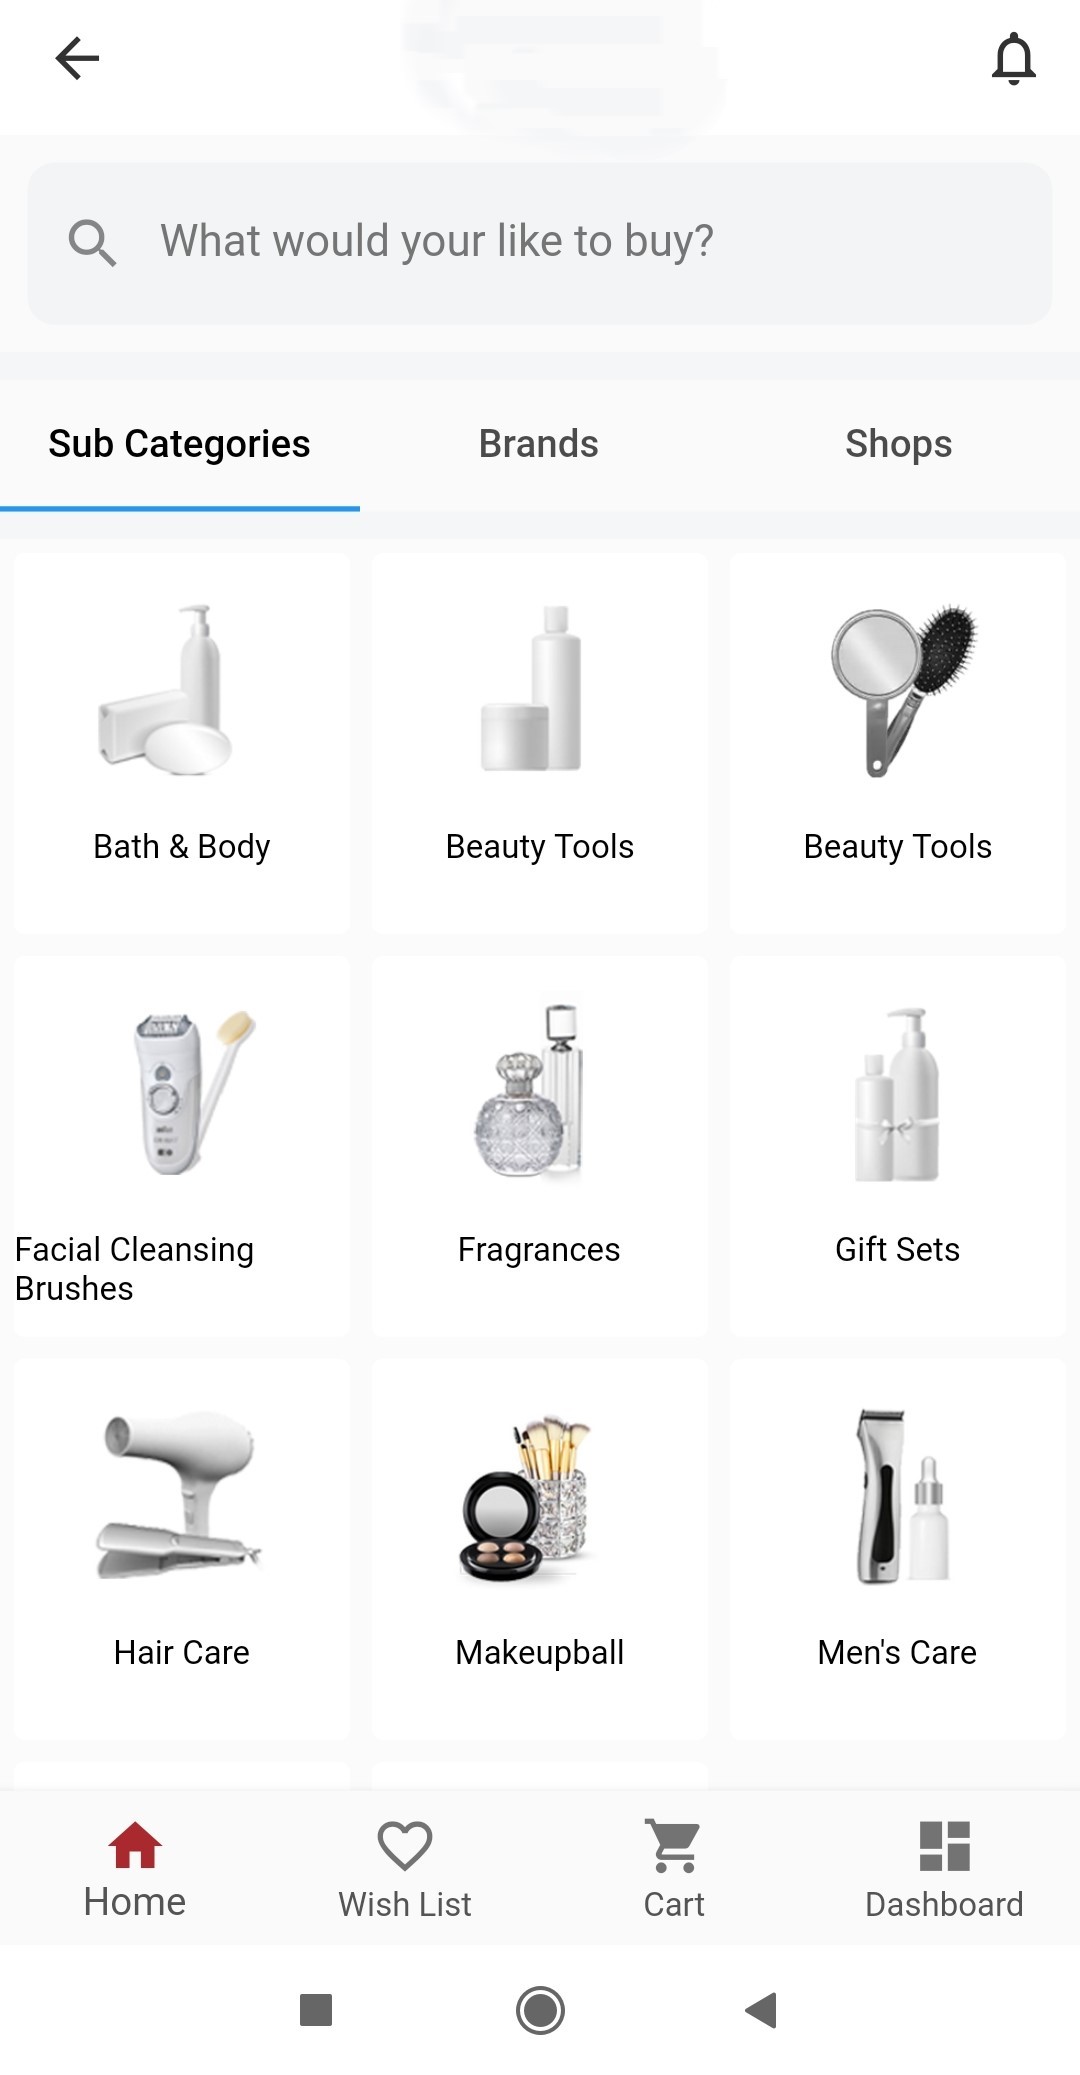 What would your like to buy?
Sub Categories
Brands
Shops
Bath & Body
Beauty Tools
Beauty Tools
Facial Cleansing
Brushes
Fragrances
Gift Sets
Hair Care
Makeupball
Men's Care
Home
Wish List
Cart
Dashboard